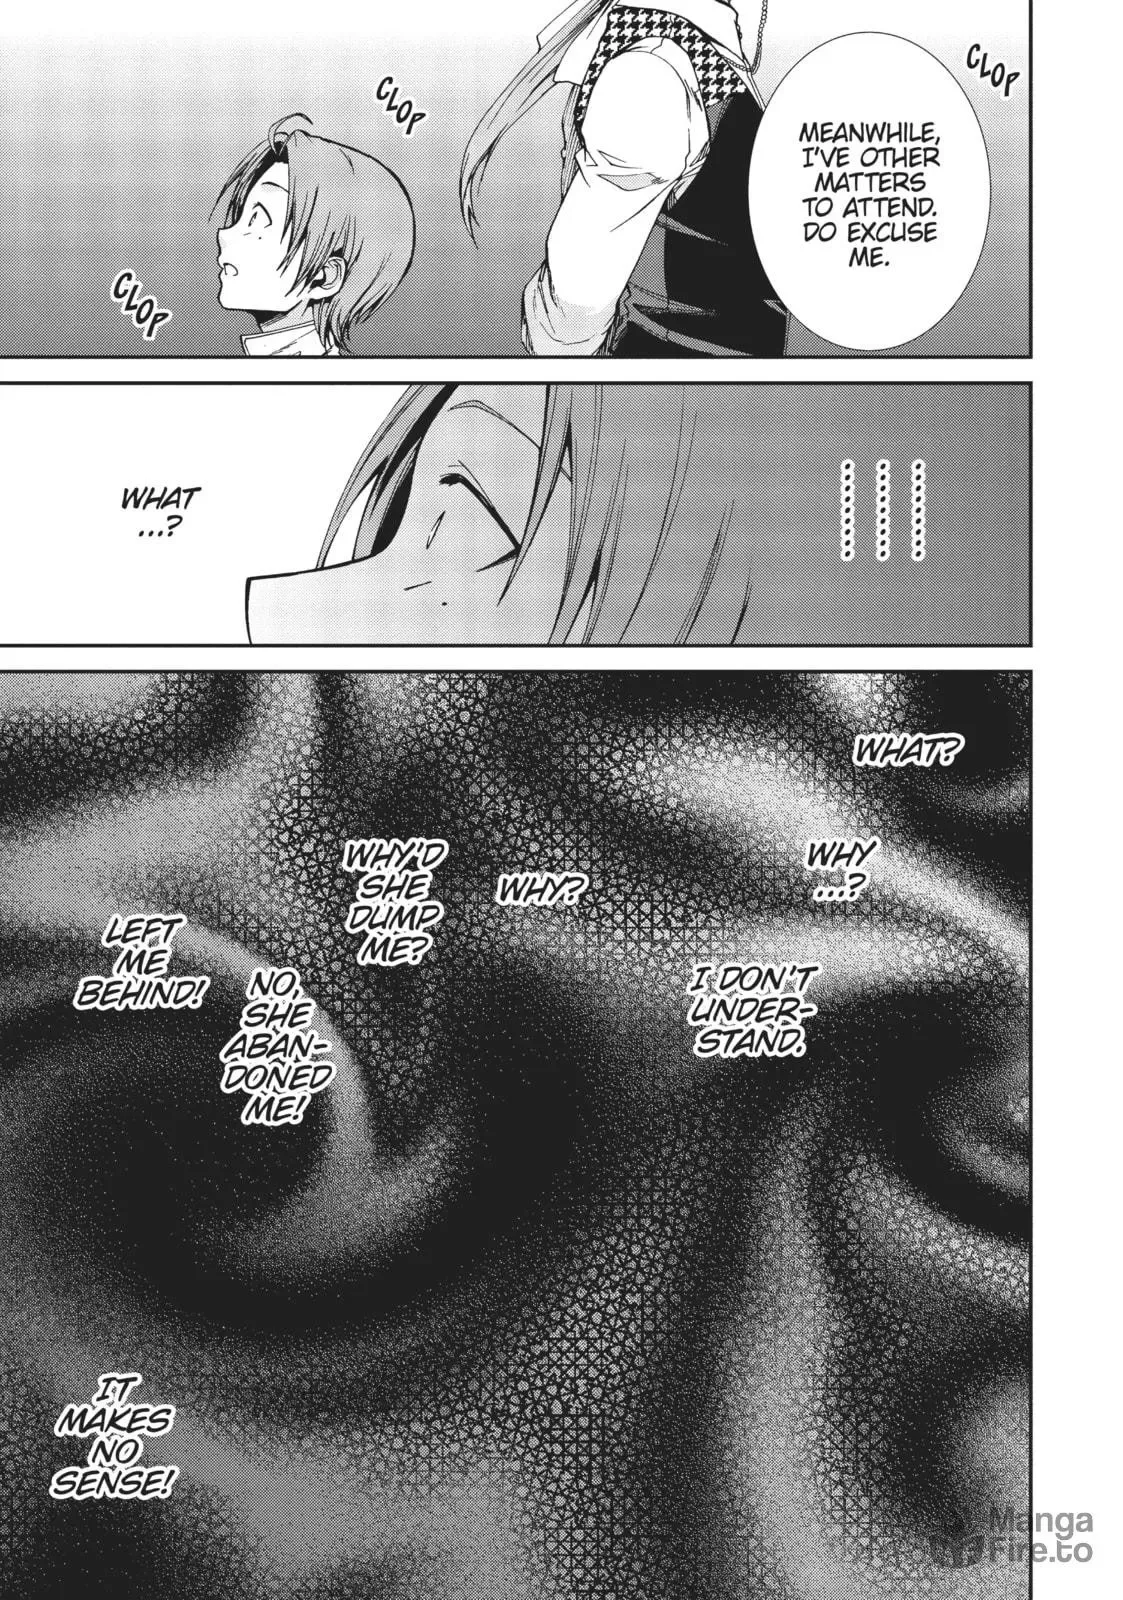 CLOP
MEANWHILE,
I'VE OTHER
MATTERS
TO ATTEND.
DO EXCUSE
ME.
CLOP
CLOP
WHAT
...?
WHAT?
WHY
...?
I DON'T
UNDER-
STAND.
WHY?
WHY'D
SHE
DUMP
ME?
NO,
SHE
ABAN-
DONED
ME!
LEFT
ME
BEHIND!
IT
MAKES
NO
SENSE!
Manga
Fire.to